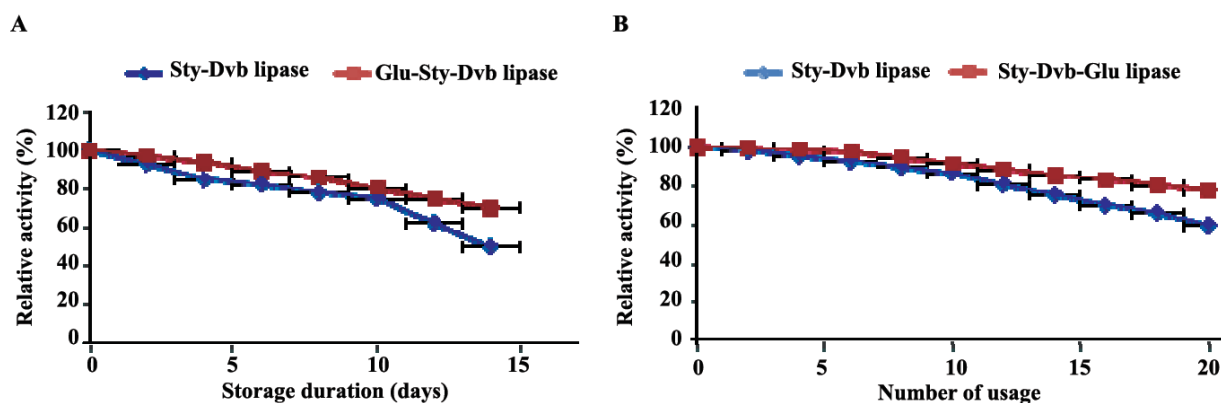 A
Sty-Dvb lipase Glu-Sty-Dvb lipase
Relative activity (%)
120
100
80
60
40
20
0
0 5 10 15
Storage duration (days)
B
Sty-Dvb lipase Sty-Dvb-Glu lipase
Relative activity (%)
120
100
80
60
40
20
0
0 5 10 15 20
Number of usage